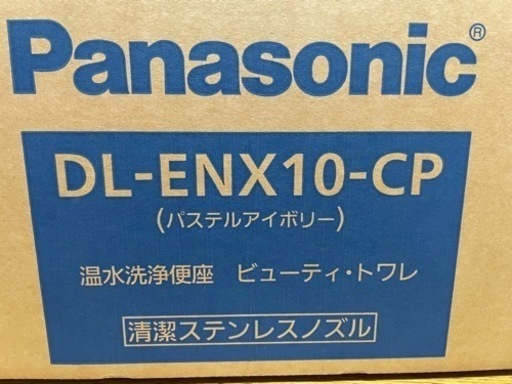 Panasonic®
DL-ENX10-CP
(パステルアイボリー)
温水洗浄便座 ビューティ・トワレ
清潔ステンレスノズル